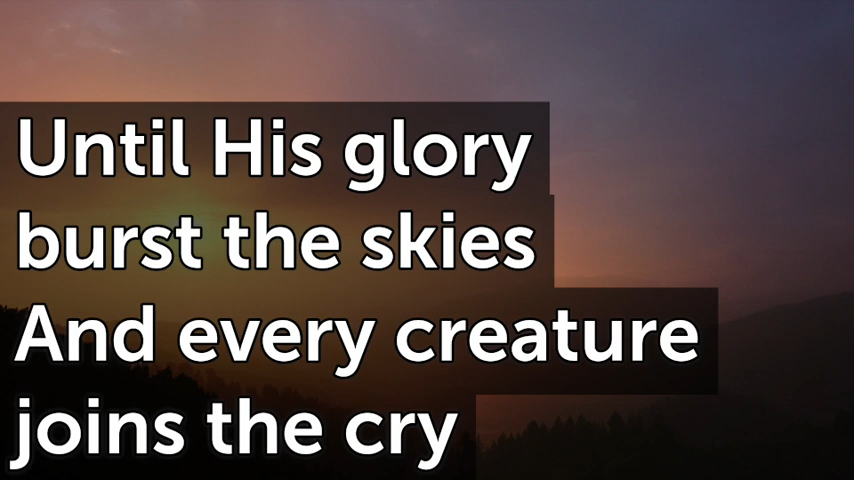 Until His glory
burst the skies
And every creature
joins the cry